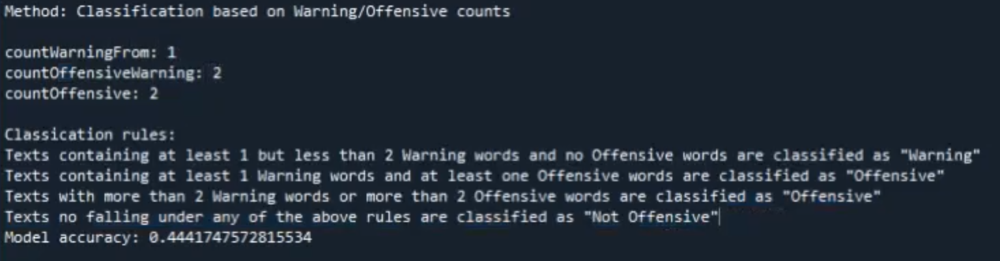 Method: Classification based on Warning/Offensive counts
countWarningFrom: 1
countOffensiveWarning: 2
countOffensive: 2
Classication rules:
Texts containing at least 1 but less than 2 Warning words and no Offensive words are classified as "Warning"
Texts containing at least 1 Warning words and at least one Offensive words are classified as "Offensive"
Texts with more than 2 Warning words or more than 2 Offensive words are classified as "Offensive"
Texts no falling under any of the above rules are classified as "Not Offensive"
Model accuracy: 0.4441747572815534